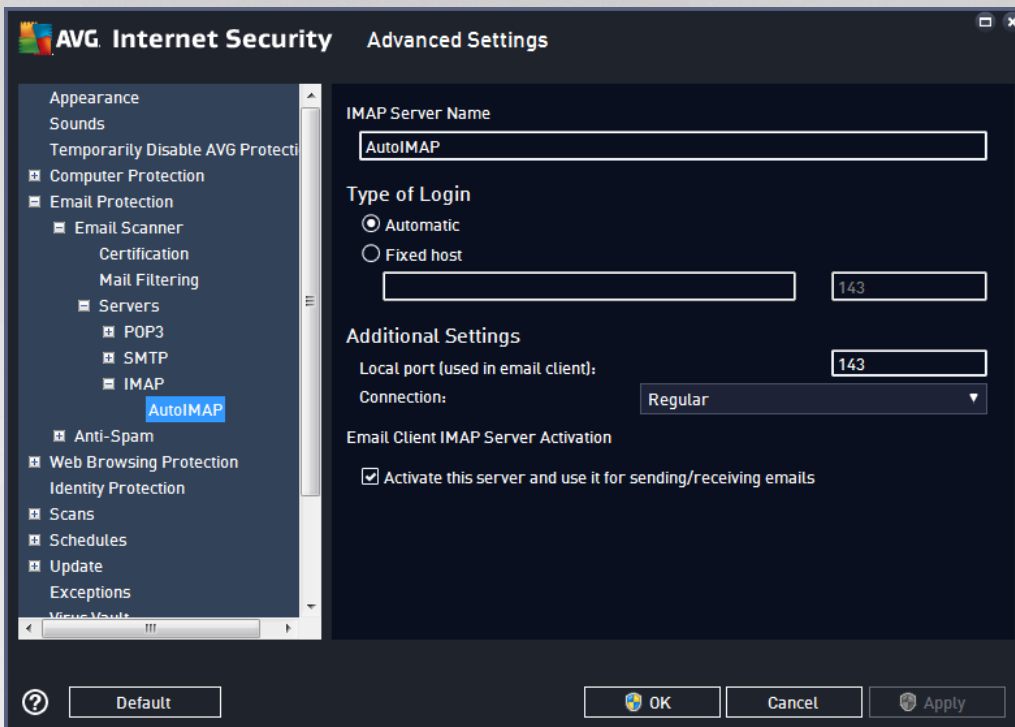 AVG. Internet Security Advanced Settings
Appearance
Sounds
Temporarily Disable AVG Protecti
Computer Protection
Email Protection
Email Scanner
Certification
Mail Filtering
Servers
POP3
SMTP
IMAP
AutoIMAP
Anti-Spam
Web Browsing Protection
Identity Protection
Scans
Schedules
Update
Exceptions
Virus Vault
IMAP Server Name
AutoIMAP
Type of Login
Automatic
Fixed host
143
Additional Settings
Local port (used in email client): 143
Connection: Regular
Email Client IMAP Server Activation
Activate this server and use it for sending/receiving emails
Default OK Cancel Apply